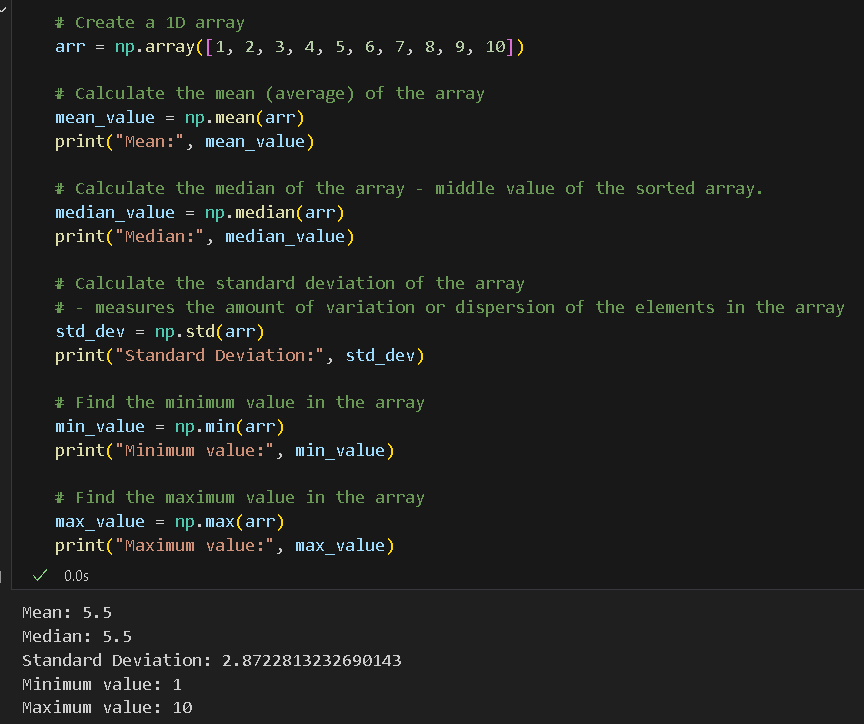 # Create a 1D array
arr = np.array([1, 2, 3, 4, 5, 6, 7, 8, 9, 10])
# Calculate the mean (average) of the array
mean_value = np.mean(arr)
print("Mean:", mean_value)
# Calculate the median of the array - middle value of the sorted array.
median_value = np.median(arr)
print("Median:", median_value)
# Calculate the standard deviation of the array
# - measures the amount of variation or dispersion of the elements in the array
std_dev = np.std(arr)
print("Standard Deviation:", std_dev)
# Find the minimum value in the array
min_value = np.min(arr)
print("Minimum value:", min_value)
# Find the maximum value in the array
max_value = np.max(arr)
print("Maximum value:", max_value)
0.0s
Mean: 5.5
Median: 5.5
Standard Deviation: 2.8722813232690143
Minimum value: 1
Maximum value: 10